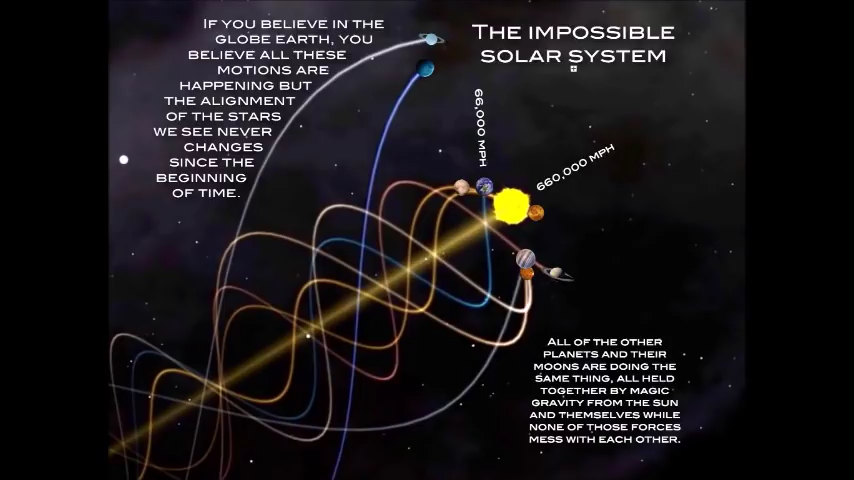 IF YOU BELIEVE IN THE
GLOBE EARTH, YOU
BELIEVE ALL THESE
MOTIONS ARE
HAPPENING BUT
THE ALIGNMENT
OF THE STARS
WE SEE NEVER
CHANGES
SINCE THE
BEGINNING
OF TIME.
THE IMPOSSIBLE
SOLAR SYSTEM
66,000 MPH
660,000 MPH
ALL OF THE OTHER
PLANETS AND THEIR
MOONS ARE DOING THE
SAME THING, ALL HELD
TOGETHER BY MAGIC
GRAVITY FROM THE SUN
AND THEMSELVES WHILE
NONE OF THOSE FORCES
MESS WITH EACH OTHER.